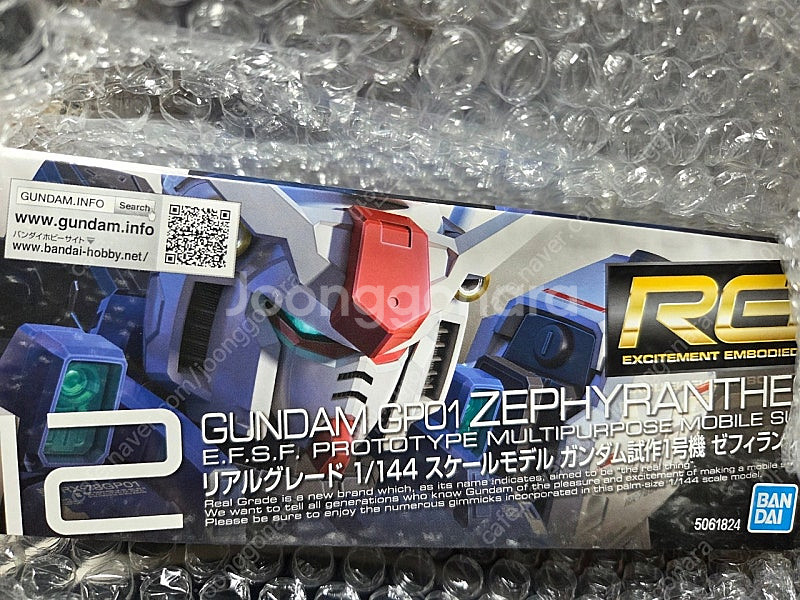 GUNDAM.INFO Search
www.gundam.info
バンダイホビーサイト
www.bandai-hobby.net/
Joonggonara
RG
EXCITEMENT EMBODIED
12
GUNDAM GP01 ZEPHYRANTHE
E.F.S.F. PROTOTYPE MULTIPURPOSE MOBILE SU
リアルグレード 1/144 スケールモデル ガンダム試作1号機 ゼフィラン
Real Grade is a new brand which, as its name indicates, aimed to be "the real thing".
We want to tell all generations who know Gundam of the pleasure and excitement of making a mobile s
Please be sure to enjoy the numerous gimmicks incorporated in this palm-size 1/144 scale model.
5061824
BAN
DAI